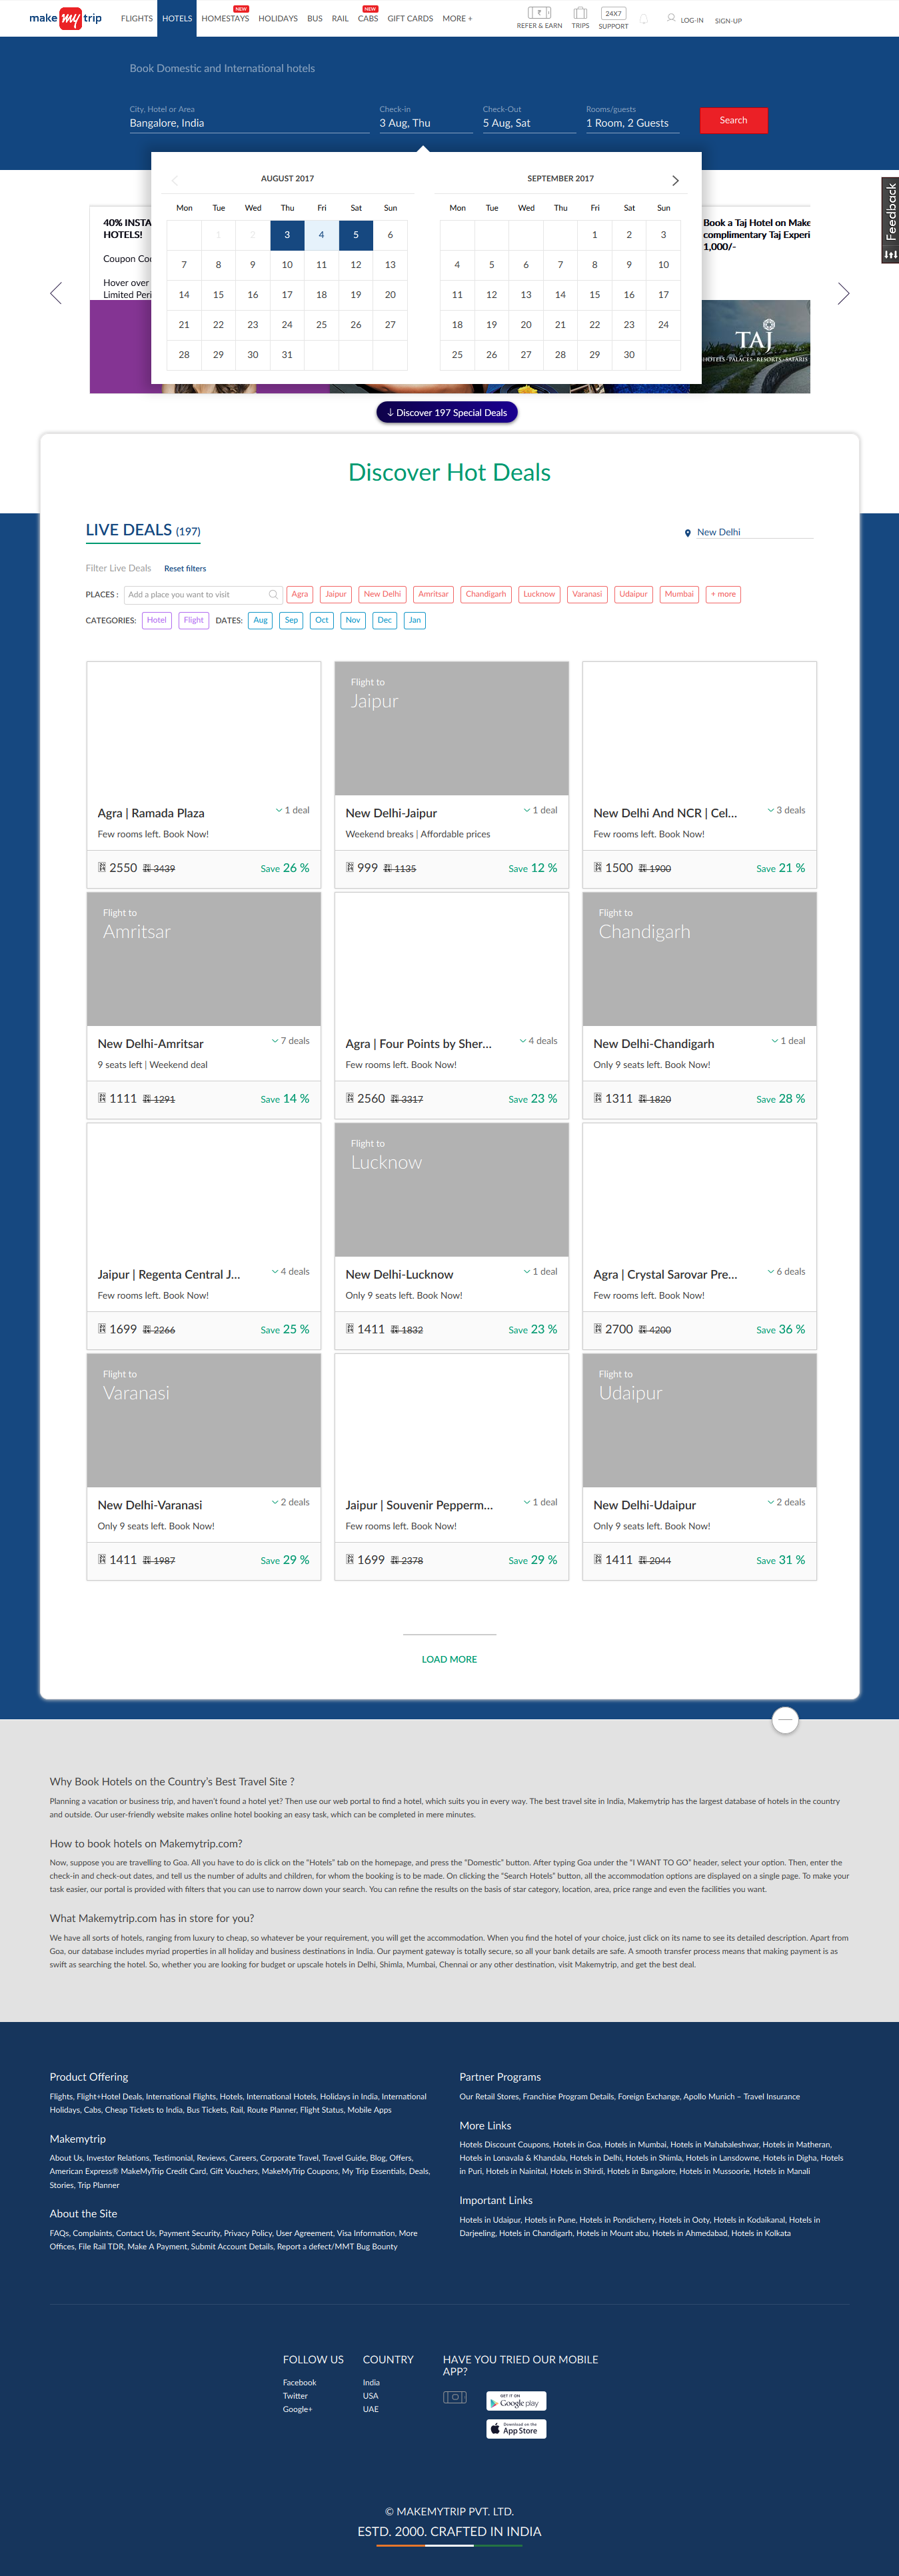 make my trip
FLIGHTS
HOTELS
NEW
HOMESTAYS
HOLIDAYS
BUS
RAIL
NEW
CABS
GIFT CARDS
MORE +
REFER & EARN
TRIPS
24X7
SUPPORT
LOG-IN
SIGN-UP
Book Domestic and International hotels
City, Hotel or Area
Bangalore, India
Check-in
3 Aug, Thu
Check-Out
5 Aug, Sat
Rooms/guests
1 Room, 2 Guests
Search
Feedback
AUGUST 2017
Mon Tue Wed Thu Fri Sat Sun
1 2 3 4 5 6
7 8 9 10 11 12 13
14 15 16 17 18 19 20
21 22 23 24 25 26 27
28 29 30 31
SEPTEMBER 2017
Mon Tue Wed Thu Fri Sat Sun
1 2 3
4 5 6 7 8 9 10
11 12 13 14 15 16 17
18 19 20 21 22 23 24
25 26 27 28 29 30
40% INSTA
HOTELS!
Coupon Co
Hover over
Limited Peri
Book a Taj Hotel on Make
complimentary Taj Experi
1,000/-
TAJ
HOTELS · PALACES · RESORTS · SAFARIS
Discover 197 Special Deals
Discover Hot Deals
LIVE DEALS (197)
New Delhi
Filter Live Deals Reset filters
PLACES : Add a place you want to visit Agra Jaipur New Delhi Amritsar Chandigarh Lucknow Varanasi Udaipur Mumbai + more
CATEGORIES: Hotel Flight DATES: Aug Sep Oct Nov Dec Jan
Agra | Ramada Plaza
1 deal
Few rooms left. Book Now!
2550 3439 Save 26 %
Flight to
Jaipur
New Delhi-Jaipur
1 deal
Weekend breaks | Affordable prices
999 1135 Save 12 %
New Delhi And NCR | Cel...
3 deals
Few rooms left. Book Now!
1500 1900 Save 21 %
Flight to
Amritsar
New Delhi-Amritsar
7 deals
9 seats left | Weekend deal
1111 1291 Save 14 %
Agra | Four Points by Sher...
4 deals
Few rooms left. Book Now!
2560 3317 Save 23 %
Flight to
Chandigarh
New Delhi-Chandigarh
1 deal
Only 9 seats left. Book Now!
1311 1820 Save 28 %
Jaipur | Regenta Central J...
4 deals
Few rooms left. Book Now!
1699 2266 Save 25 %
Flight to
Lucknow
New Delhi-Lucknow
1 deal
Only 9 seats left. Book Now!
1411 1832 Save 23 %
Agra | Crystal Sarovar Pre...
6 deals
Few rooms left. Book Now!
2700 4200 Save 36 %
Flight to
Varanasi
New Delhi-Varanasi
2 deals
Only 9 seats left. Book Now!
1411 1987 Save 29 %
Jaipur | Souvenir Pepperm...
1 deal
Few rooms left. Book Now!
1699 2378 Save 29 %
Flight to
Udaipur
New Delhi-Udaipur
2 deals
Only 9 seats left. Book Now!
1411 2044 Save 31 %
LOAD MORE
Why Book Hotels on the Country's Best Travel Site ?
Planning a vacation or business trip, and haven't found a hotel yet? Then use our web portal to find a hotel, which suits you in every way. The best travel site in India, Makemytrip has the largest database of hotels in the country
and outside. Our user-friendly website makes online hotel booking an easy task, which can be completed in mere minutes.
How to book hotels on Makemytrip.com?
Now, suppose you are travelling to Goa. All you have to do is click on the "Hotels" tab on the homepage, and press the "Domestic" button. After typing Goa under the "I WANT TO GO" header, select your option. Then, enter the
check-in and check-out dates, and tell us the number of adults and children, for whom the booking is to be made. On clicking the "Search Hotels" button, all the accommodation options are displayed on a single page. To make your
task easier, our portal is provided with filters that you can use to narrow down your search. You can refine the results on the basis of star category, location, area, price range and even the facilities you want.
What Makemytrip.com has in store for you?
We have all sorts of hotels, ranging from luxury to cheap, so whatever be your requirement, you will get the accommodation. When you find the hotel of your choice, just click on its name to see its detailed description. Apart from
Goa, our database includes myriad properties in all holiday and business destinations in India. Our payment gateway is totally secure, so all your bank details are safe. A smooth transfer process means that making payment is as
swift as searching the hotel. So, whether you are looking for budget or upscale hotels in Delhi, Shimla, Mumbai, Chennai or any other destination, visit Makemytrip, and get the best deal.
Product Offering
Flights, Flight+Hotel Deals, International Flights, Hotels, International Hotels, Holidays in India, International
Holidays, Cabs, Cheap Tickets to India, Bus Tickets, Rail, Route Planner, Flight Status, Mobile Apps
Makemytrip
About Us, Investor Relations, Testimonial, Reviews, Careers, Corporate Travel, Travel Guide, Blog, Offers,
American Express® MakeMyTrip Credit Card, Gift Vouchers, MakeMyTrip Coupons, My Trip Essentials, Deals,
Stories, Trip Planner
About the Site
FAQs, Complaints, Contact Us, Payment Security, Privacy Policy, User Agreement, Visa Information, More
Offices, File Rail TDR, Make A Payment, Submit Account Details, Report a defect/MMT Bug Bounty
Partner Programs
Our Retail Stores, Franchise Program Details, Foreign Exchange, Apollo Munich – Travel Insurance
More Links
Hotels Discount Coupons, Hotels in Goa, Hotels in Mumbai, Hotels in Mahabaleshwar, Hotels in Matheran,
Hotels in Lonavala & Khandala, Hotels in Delhi, Hotels in Shimla, Hotels in Lansdowne, Hotels in Digha, Hotels
in Puri, Hotels in Nainital, Hotels in Shirdi, Hotels in Bangalore, Hotels in Mussoorie, Hotels in Manali
Important Links
Hotels in Udaipur, Hotels in Pune, Hotels in Pondicherry, Hotels in Ooty, Hotels in Kodaikanal, Hotels in
Darjeeling, Hotels in Chandigarh, Hotels in Mount abu, Hotels in Ahmedabad, Hotels in Kolkata
FOLLOW US
Facebook
Twitter
Google+
COUNTRY
India
USA
UAE
HAVE YOU TRIED OUR MOBILE
APP?
GET IT ON
Google play
Download on the
App Store
© MAKEMYTRIP PVT. LTD.
ESTD. 2000. CRAFTED IN INDIA